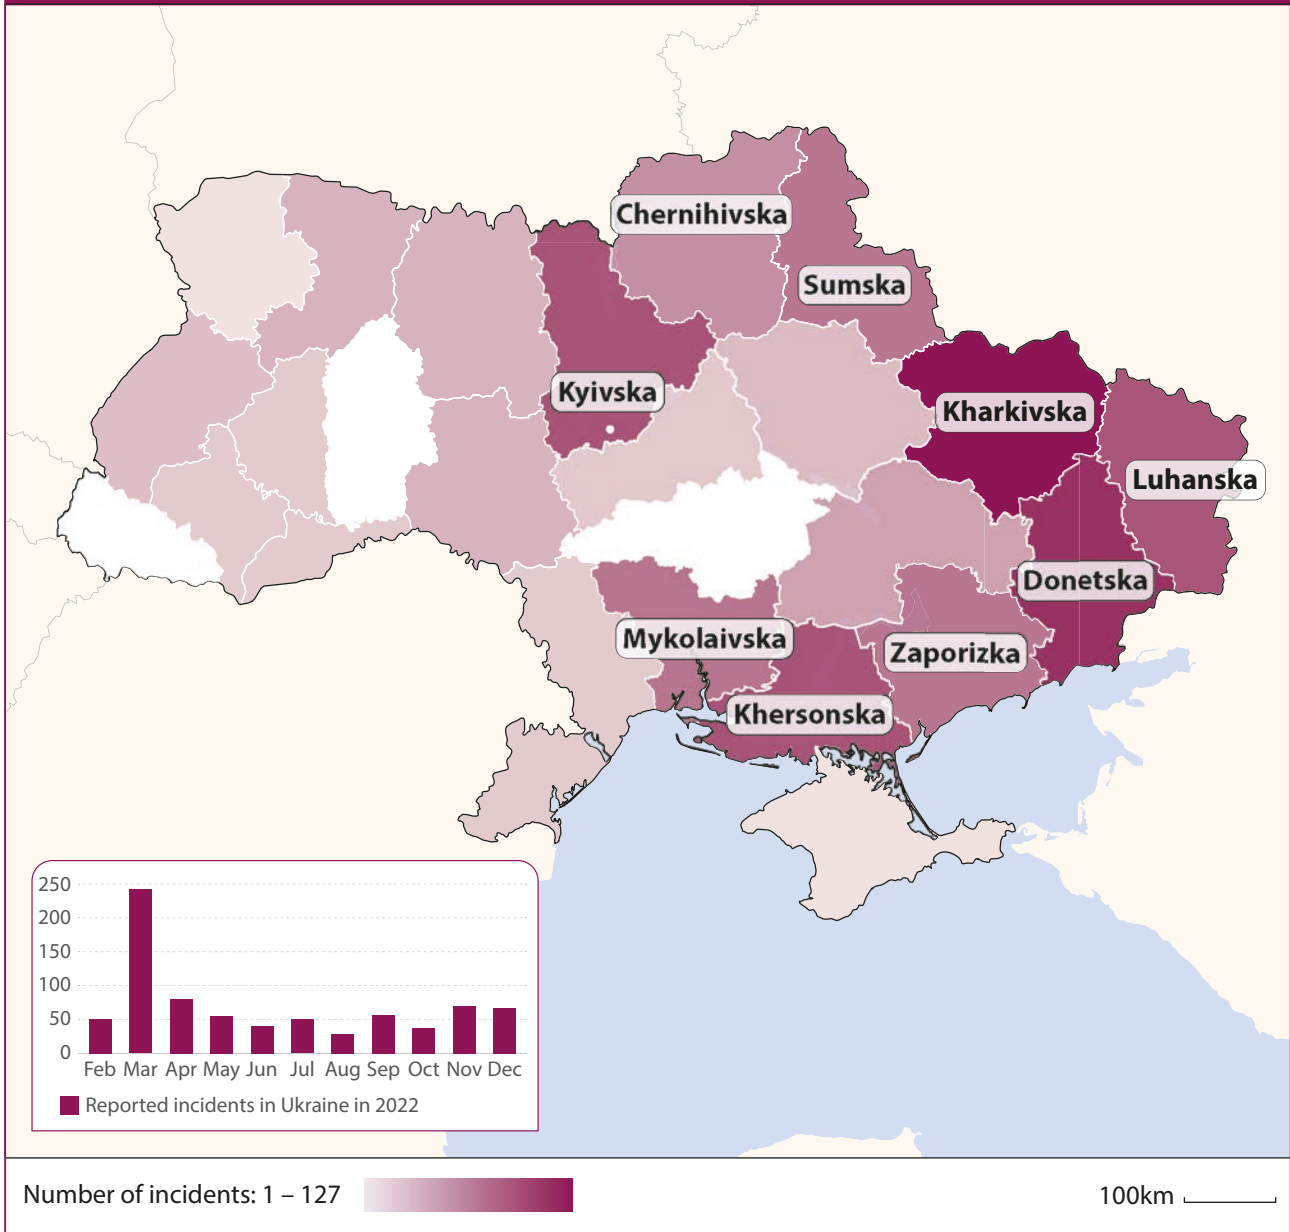 Chernihivska
Sumska
Kyivska
Kharkivska
Luhanska
Donetska
Mykolaivska
Zaporizka
Khersonska
250
200
150
100
50
0
Feb Mar Apr May Jun Jul Aug Sep Oct Nov Dec
Reported incidents in Ukraine in 2022
Number of incidents: 1 – 127
100km